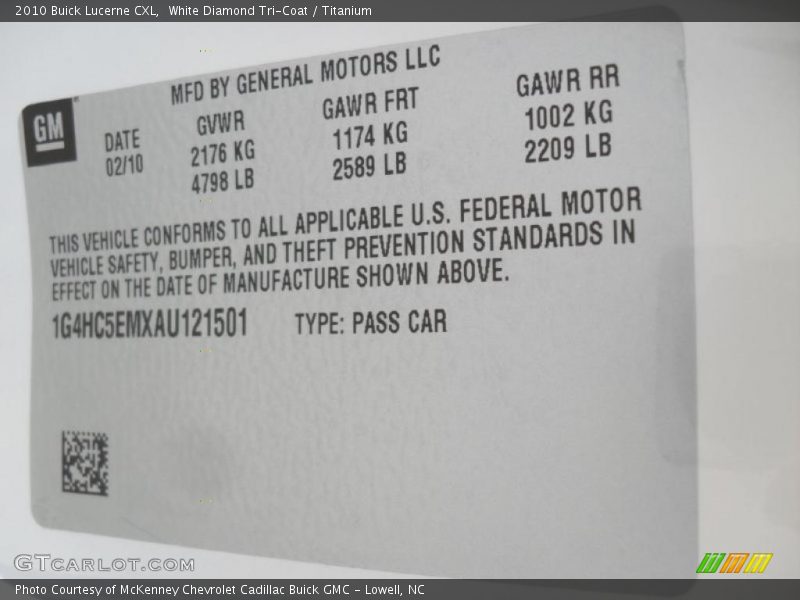 2010 Buick Lucerne CXL,  White Diamond Tri-Coat / Titanium
MFD BY GENERAL MOTORS LLC
GM
DATE GVWR GAWR FRT GAWR RR
02/10 2176 KG 1174 KG 1002 KG
4798 LB 2589 LB 2209 LB
THIS VEHICLE CONFORMS TO ALL APPLICABLE U.S. FEDERAL MOTOR
VEHICLE SAFETY, BUMPER, AND THEFT PREVENTION STANDARDS IN
EFFECT ON THE DATE OF MANUFACTURE SHOWN ABOVE.
1G4HC5EMXAU121501 TYPE: PASS CAR
GTCARLOT.COM
Photo Courtesy of McKenney Chevrolet Cadillac Buick GMC - Lowell, NC